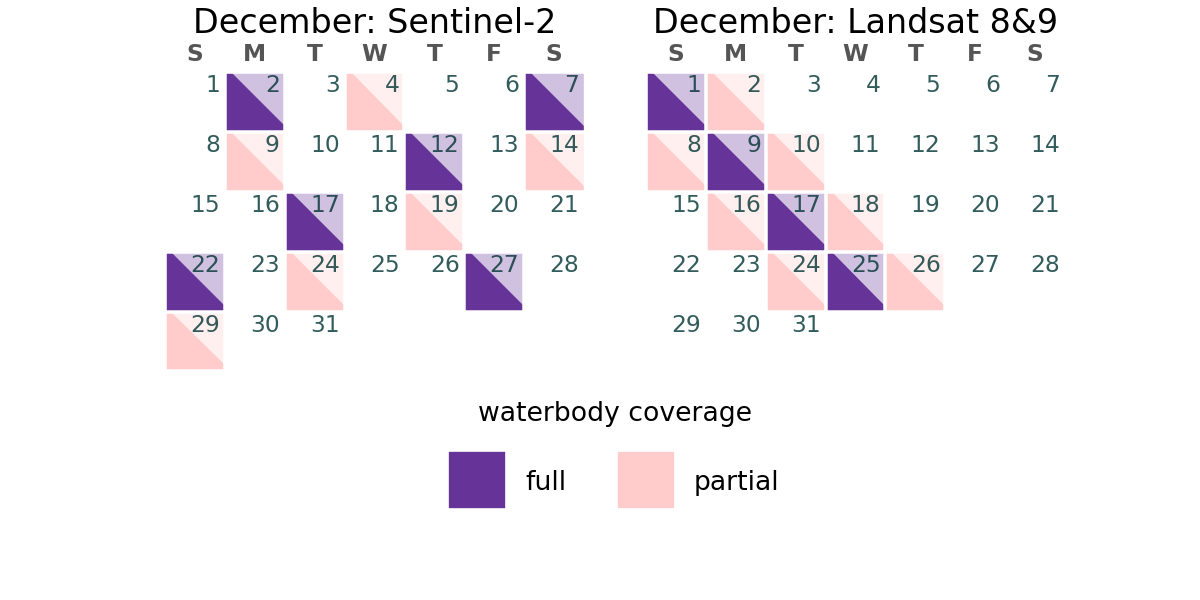 December: Sentinel-2
S M T W T F S
1 2 3 4 5 6 7
8 9 10 11 12 13 14
15 16 17 18 19 20 21
22 23 24 25 26 27 28
29 30 31
December: Landsat 8&9
S M T W T F S
1 2 3 4 5 6 7
8 9 10 11 12 13 14
15 16 17 18 19 20 21
22 23 24 25 26 27 28
29 30 31
waterbody coverage
full partial